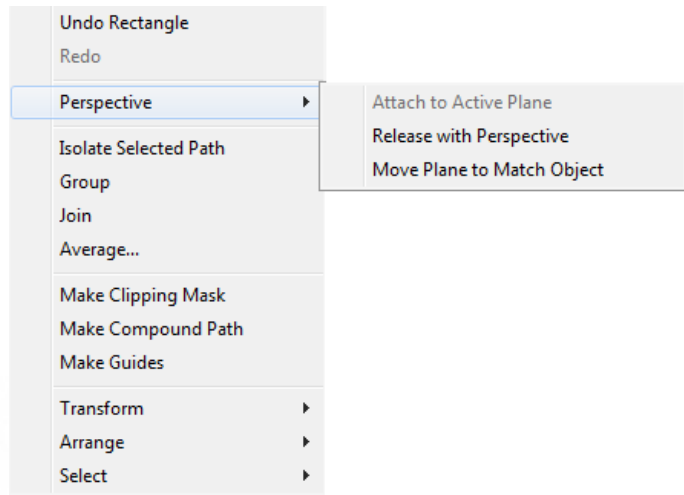 Undo Rectangle
Redo
Perspective
Attach to Active Plane
Release with Perspective
Move Plane to Match Object
Isolate Selected Path
Group
Join
Average...
Make Clipping Mask
Make Compound Path
Make Guides
Transform
Arrange
Select